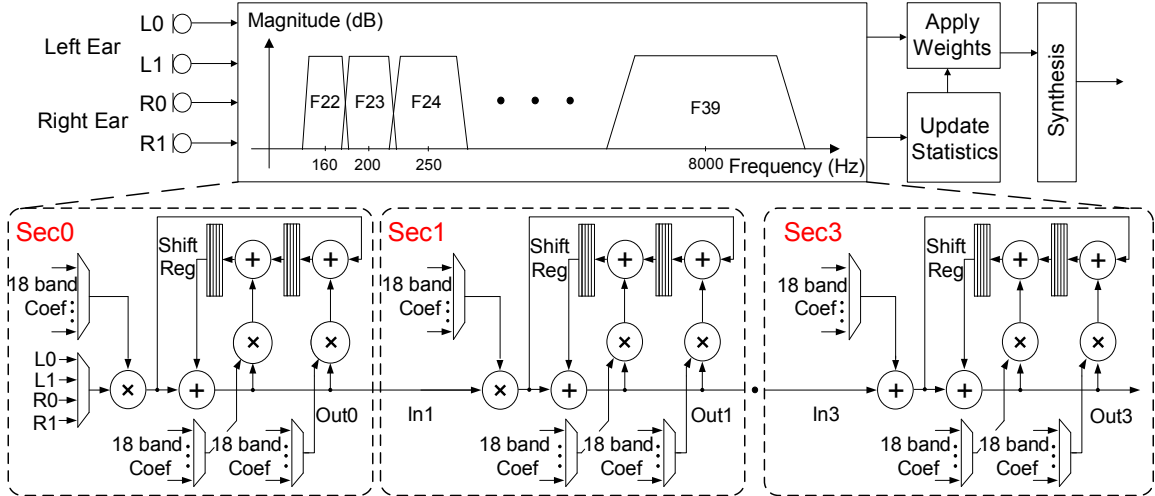 Left Ear
Right Ear
L0
L1
R0
R1
Magnitude (dB)
F22
F23
F24
F39
160
200
250
8000
Frequency (Hz)
Apply
Weights
Update
Statistics
Synthesis
Sec0
18 band
Coef
Shift
Reg
L0
L1
R0
R1
18 band
Coef
18 band
Coef
Out0
In1
Sec1
18 band
Coef
Shift
Reg
18 band
Coef
18 band
Coef
Out1
In3
Sec3
18 band
Coef
Shift
Reg
18 band
Coef
18 band
Coef
Out3